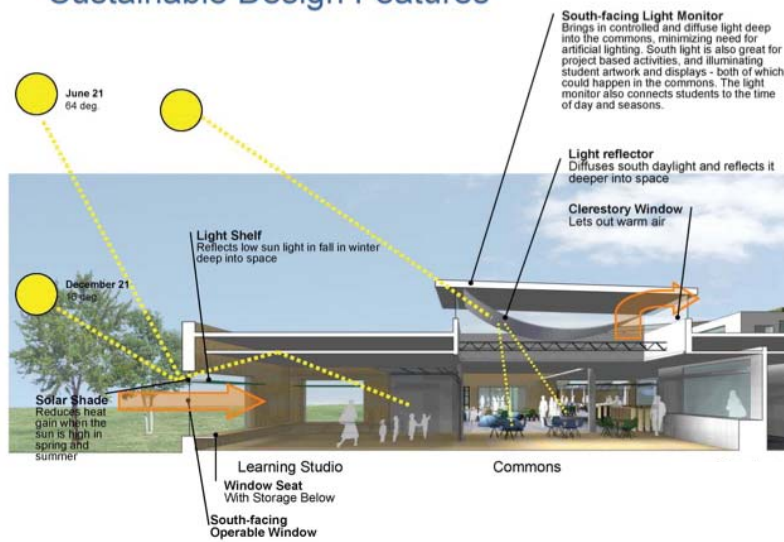 Sustainable Design Features
South-facing Light Monitor
Brings in controlled and diffuse light deep
into the commons, minimizing need for
artificial lighting. South light is also great for
project based activities, and illuminating
student artwork and displays - both of which
could happen in the commons. The light
monitor also connects students to the time
of day and seasons.
June 21
64 deg.
Light reflector
Diffuses south daylight and reflects it
deeper into space
Clerestory Window
Lets out warm air
Light Shelf
Reflects low sun light in fall in winter
deep into space
December 21
16 deg.
Solar Shade
Reduces heat
gain when the
sun is high in
spring and
summer
Learning Studio
Commons
Window Seat
With Storage Below
South-facing
Operable Window